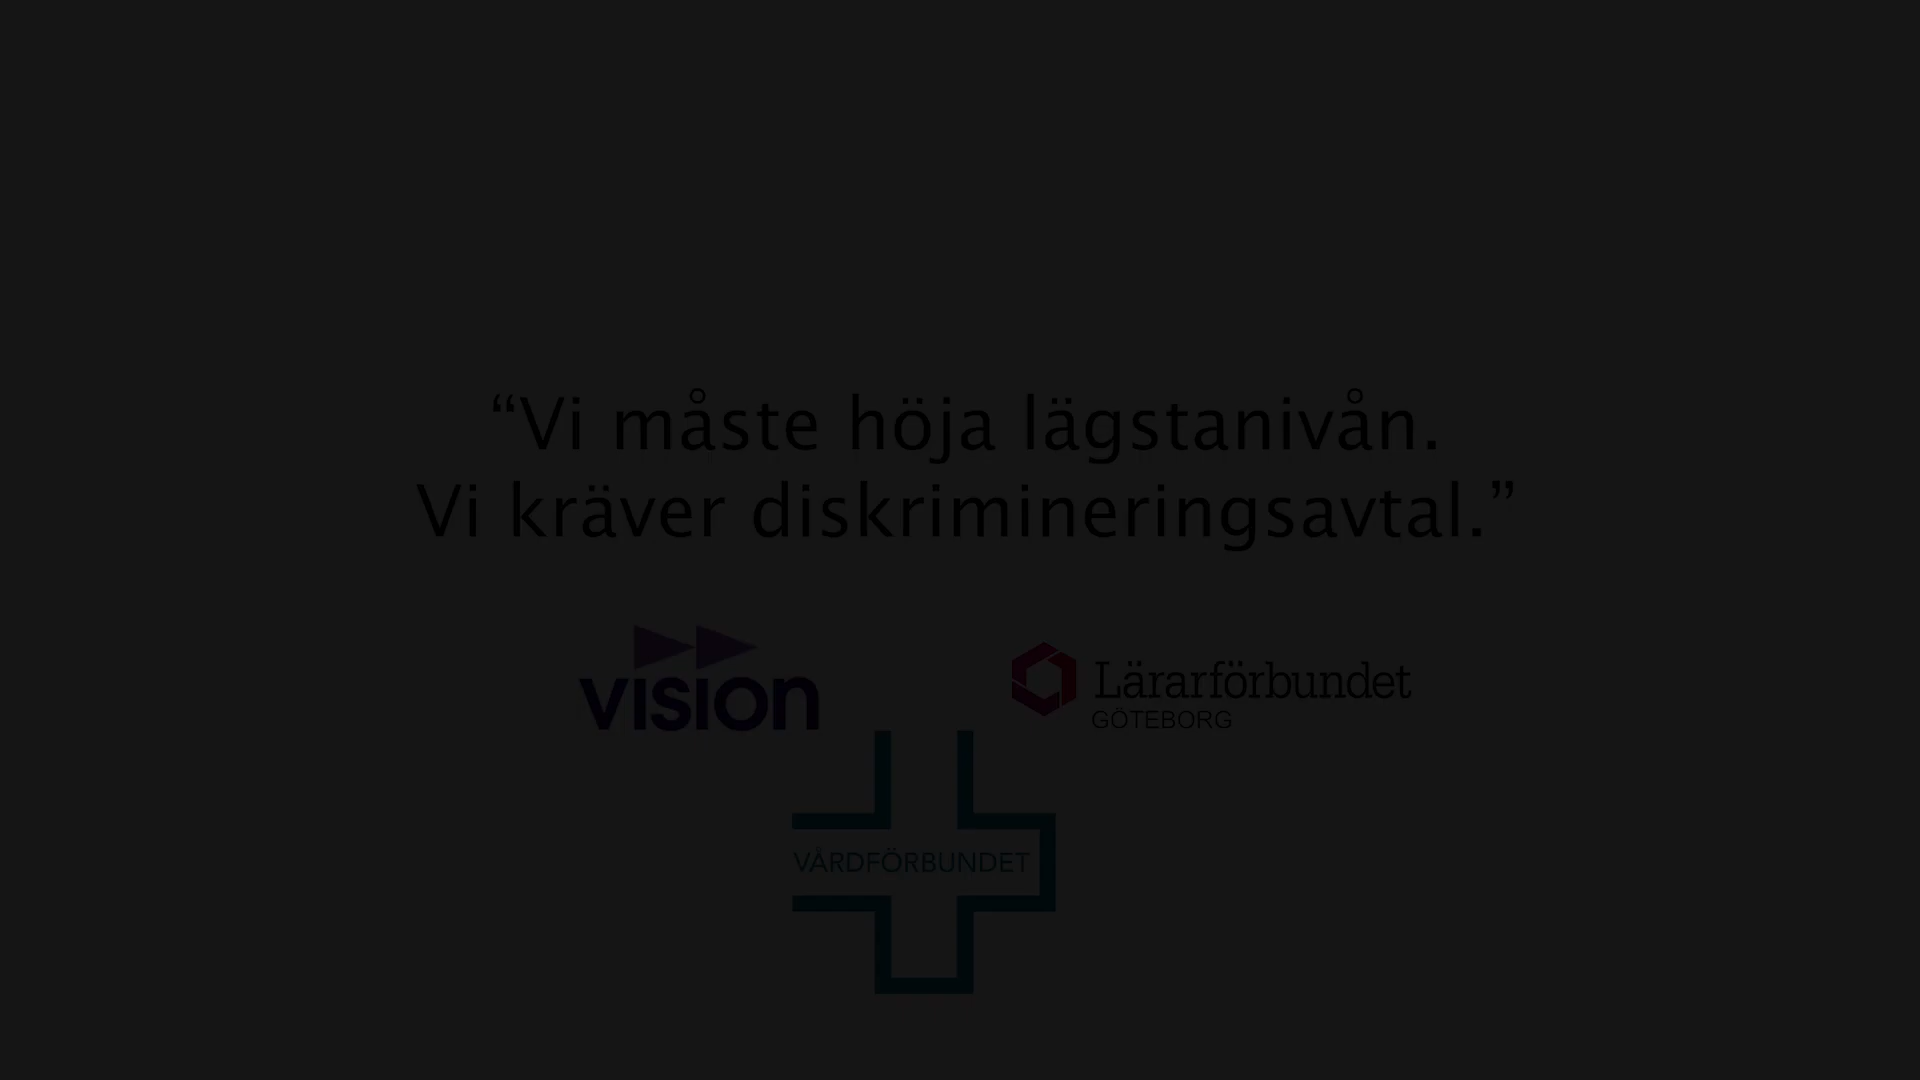 “Vi måste höja lägstanivån.
Vi kräver diskrimineringsavtal.”
vision
Lärarförbundet
GÖTEBORG
VÅRDFÖRBUNDET